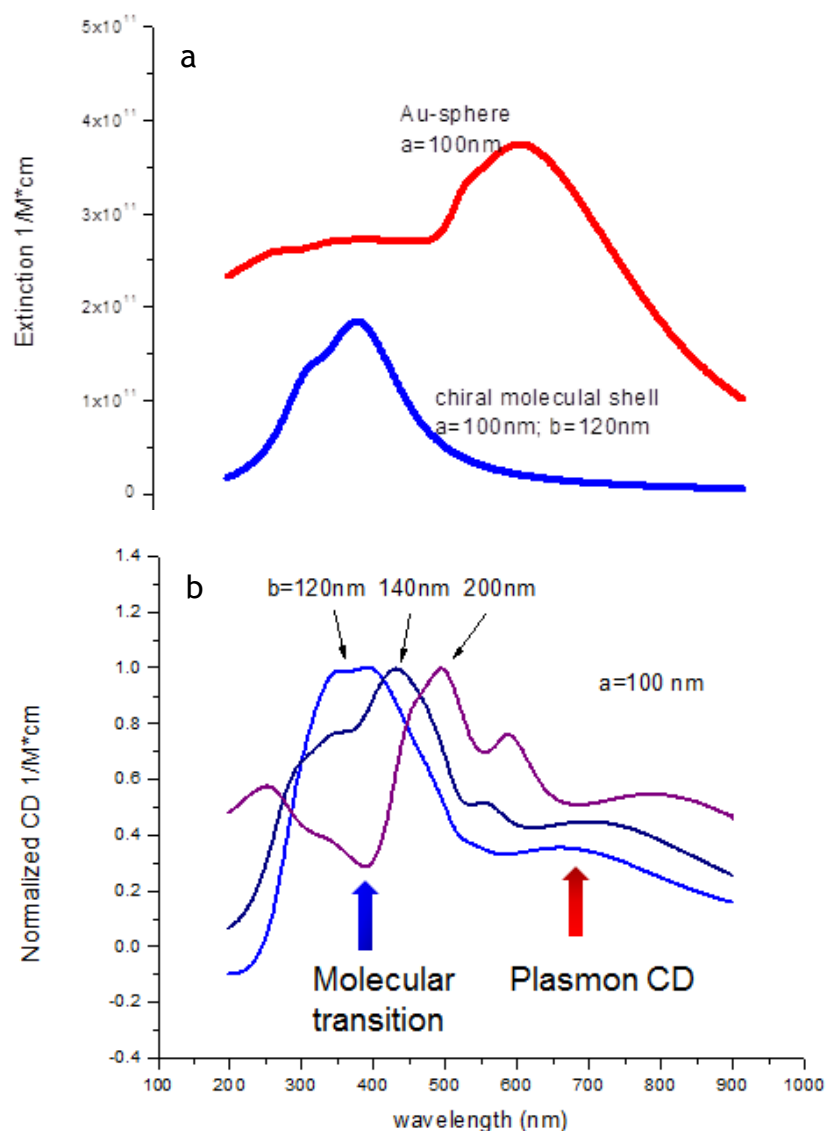 a
5x10¹¹
4x10¹¹
3x10¹¹
2x10¹¹
1x10¹¹
0
Extinction 1/M*cm
Au-sphere
a=100nm
chiral moleculal shell
a=100nm; b=120nm
b
1.4
1.2
1.0
0.8
0.6
0.4
0.2
0.0
-0.2
-0.4
Normalized CD 1/M*cm
b=120nm 140nm 200nm
a=100 nm
Molecular
transition
Plasmon CD
100 200 300 400 500 600 700 800 900 1000
wavelength (nm)